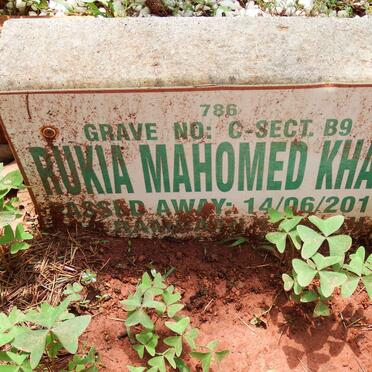 786
GRAVE NO: C-SECT. B9
RUKIA MAHOMED KHA
PASSED AWAY: 14/06/201